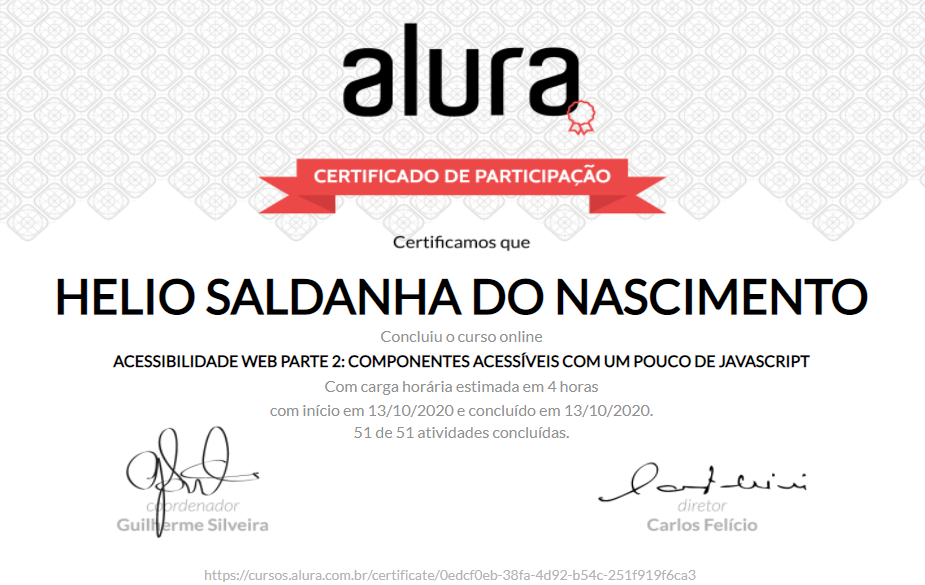 alura
CERTIFICADO DE PARTICIPAÇÃO
Certificamos que
HELIO SALDANHA DO NASCIMENTO
Concluiu o curso online
ACESSIBILIDADE WEB PARTE 2: COMPONENTES ACESSÍVEIS COM UM POUCO DE JAVASCRIPT
Com carga horária estimada em 4 horas
com início em 13/10/2020 e concluído em 13/10/2020.
51 de 51 atividades concluídas.
coordenador
Guilherme Silveira
diretor
Carlos Felício
https://cursos.alura.com.br/certificate/0edcf0eb-38fa-4d92-b54c-251f919f6ca3